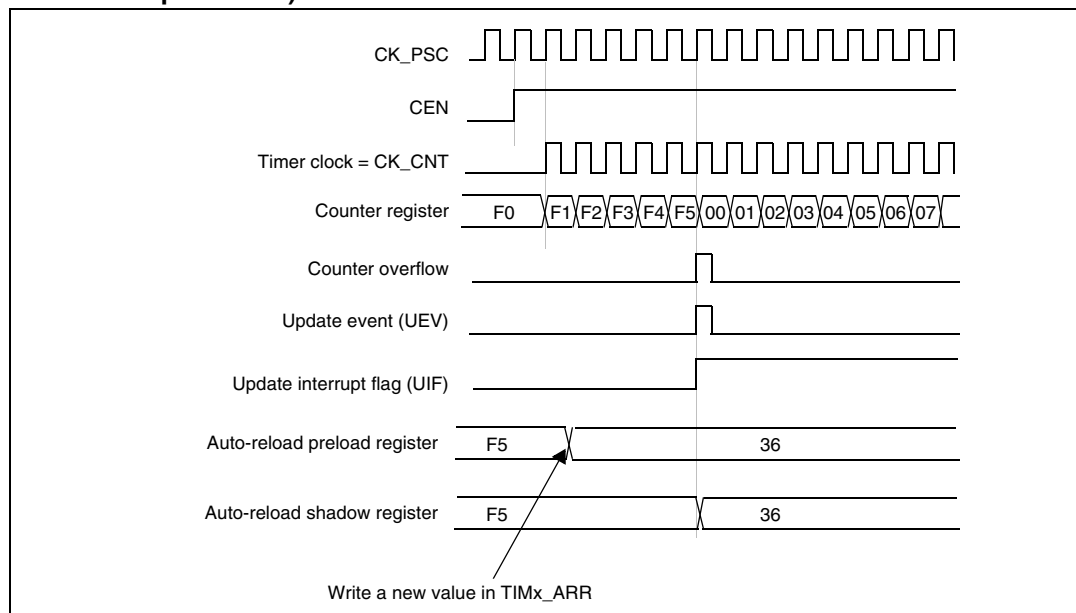 CK_PSC
CEN
Timer clock = CK_CNT
Counter register F0 F1 F2 F3 F4 F5 00 01 02 03 04 05 06 07
Counter overflow
Update event (UEV)
Update interrupt flag (UIF)
Auto-reload preload register F5 36
Auto-reload shadow register F5 36
Write a new value in TIMx_ARR